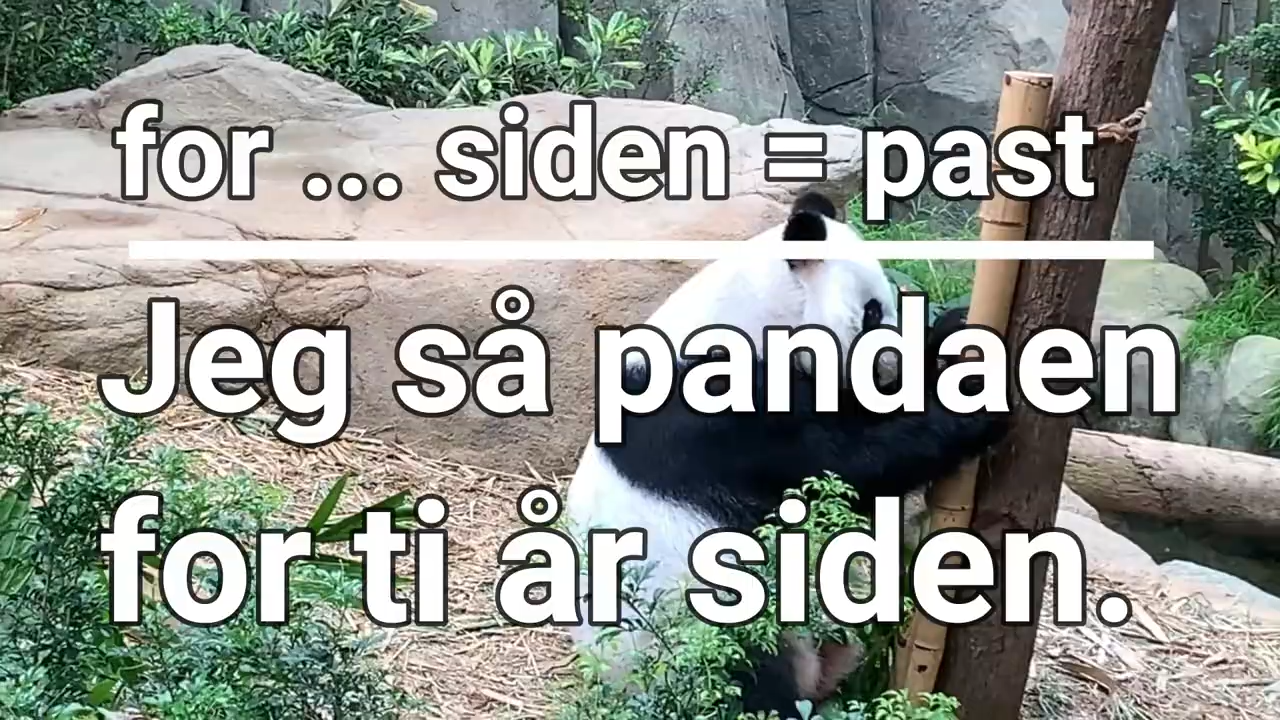 for ... siden = past
Jeg så pandaen
for ti år siden.